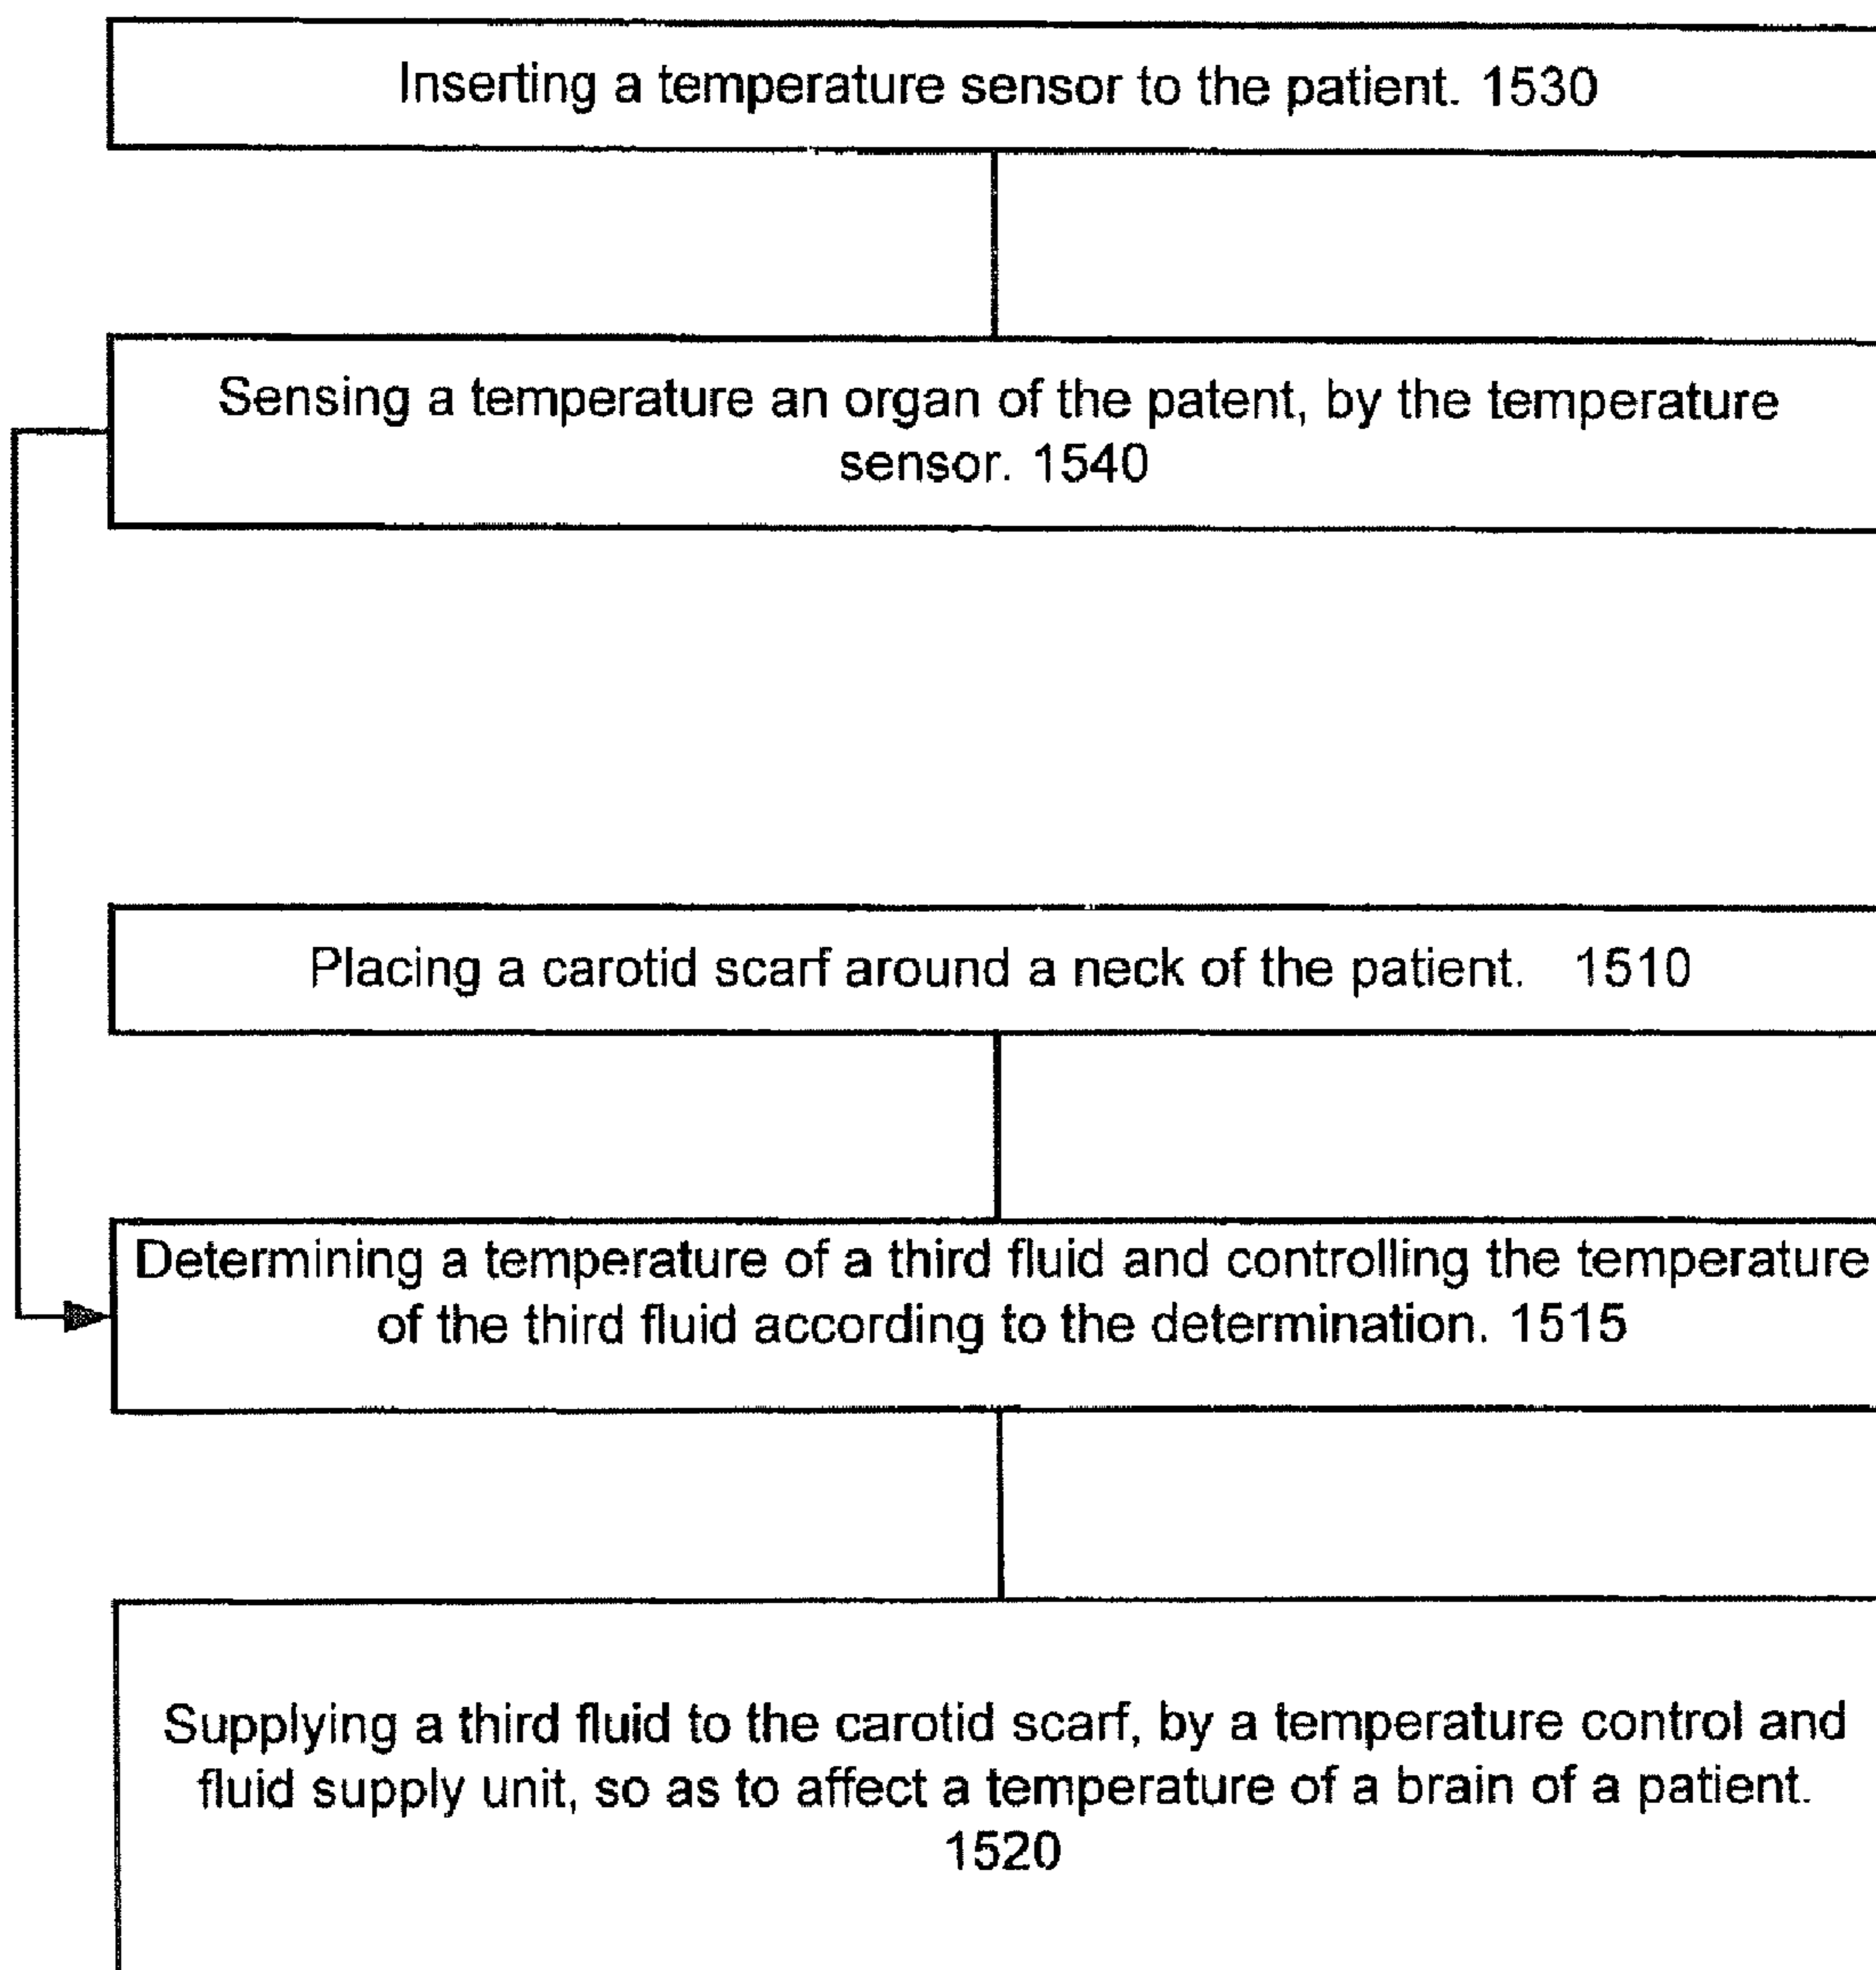 Inserting a temperature sensor to the patient. 1530
Sensing a temperature an organ of the patent, by the temperature
sensor. 1540
Placing a carotid scarf around a neck of the patient. 1510
Determining a temperature of a third fluid and controlling the temperature
of the third fluid according to the determination. 1515
Supplying a third fluid to the carotid scarf, by a temperature control and
fluid supply unit, so as to affect a temperature of a brain of a patient.
1520